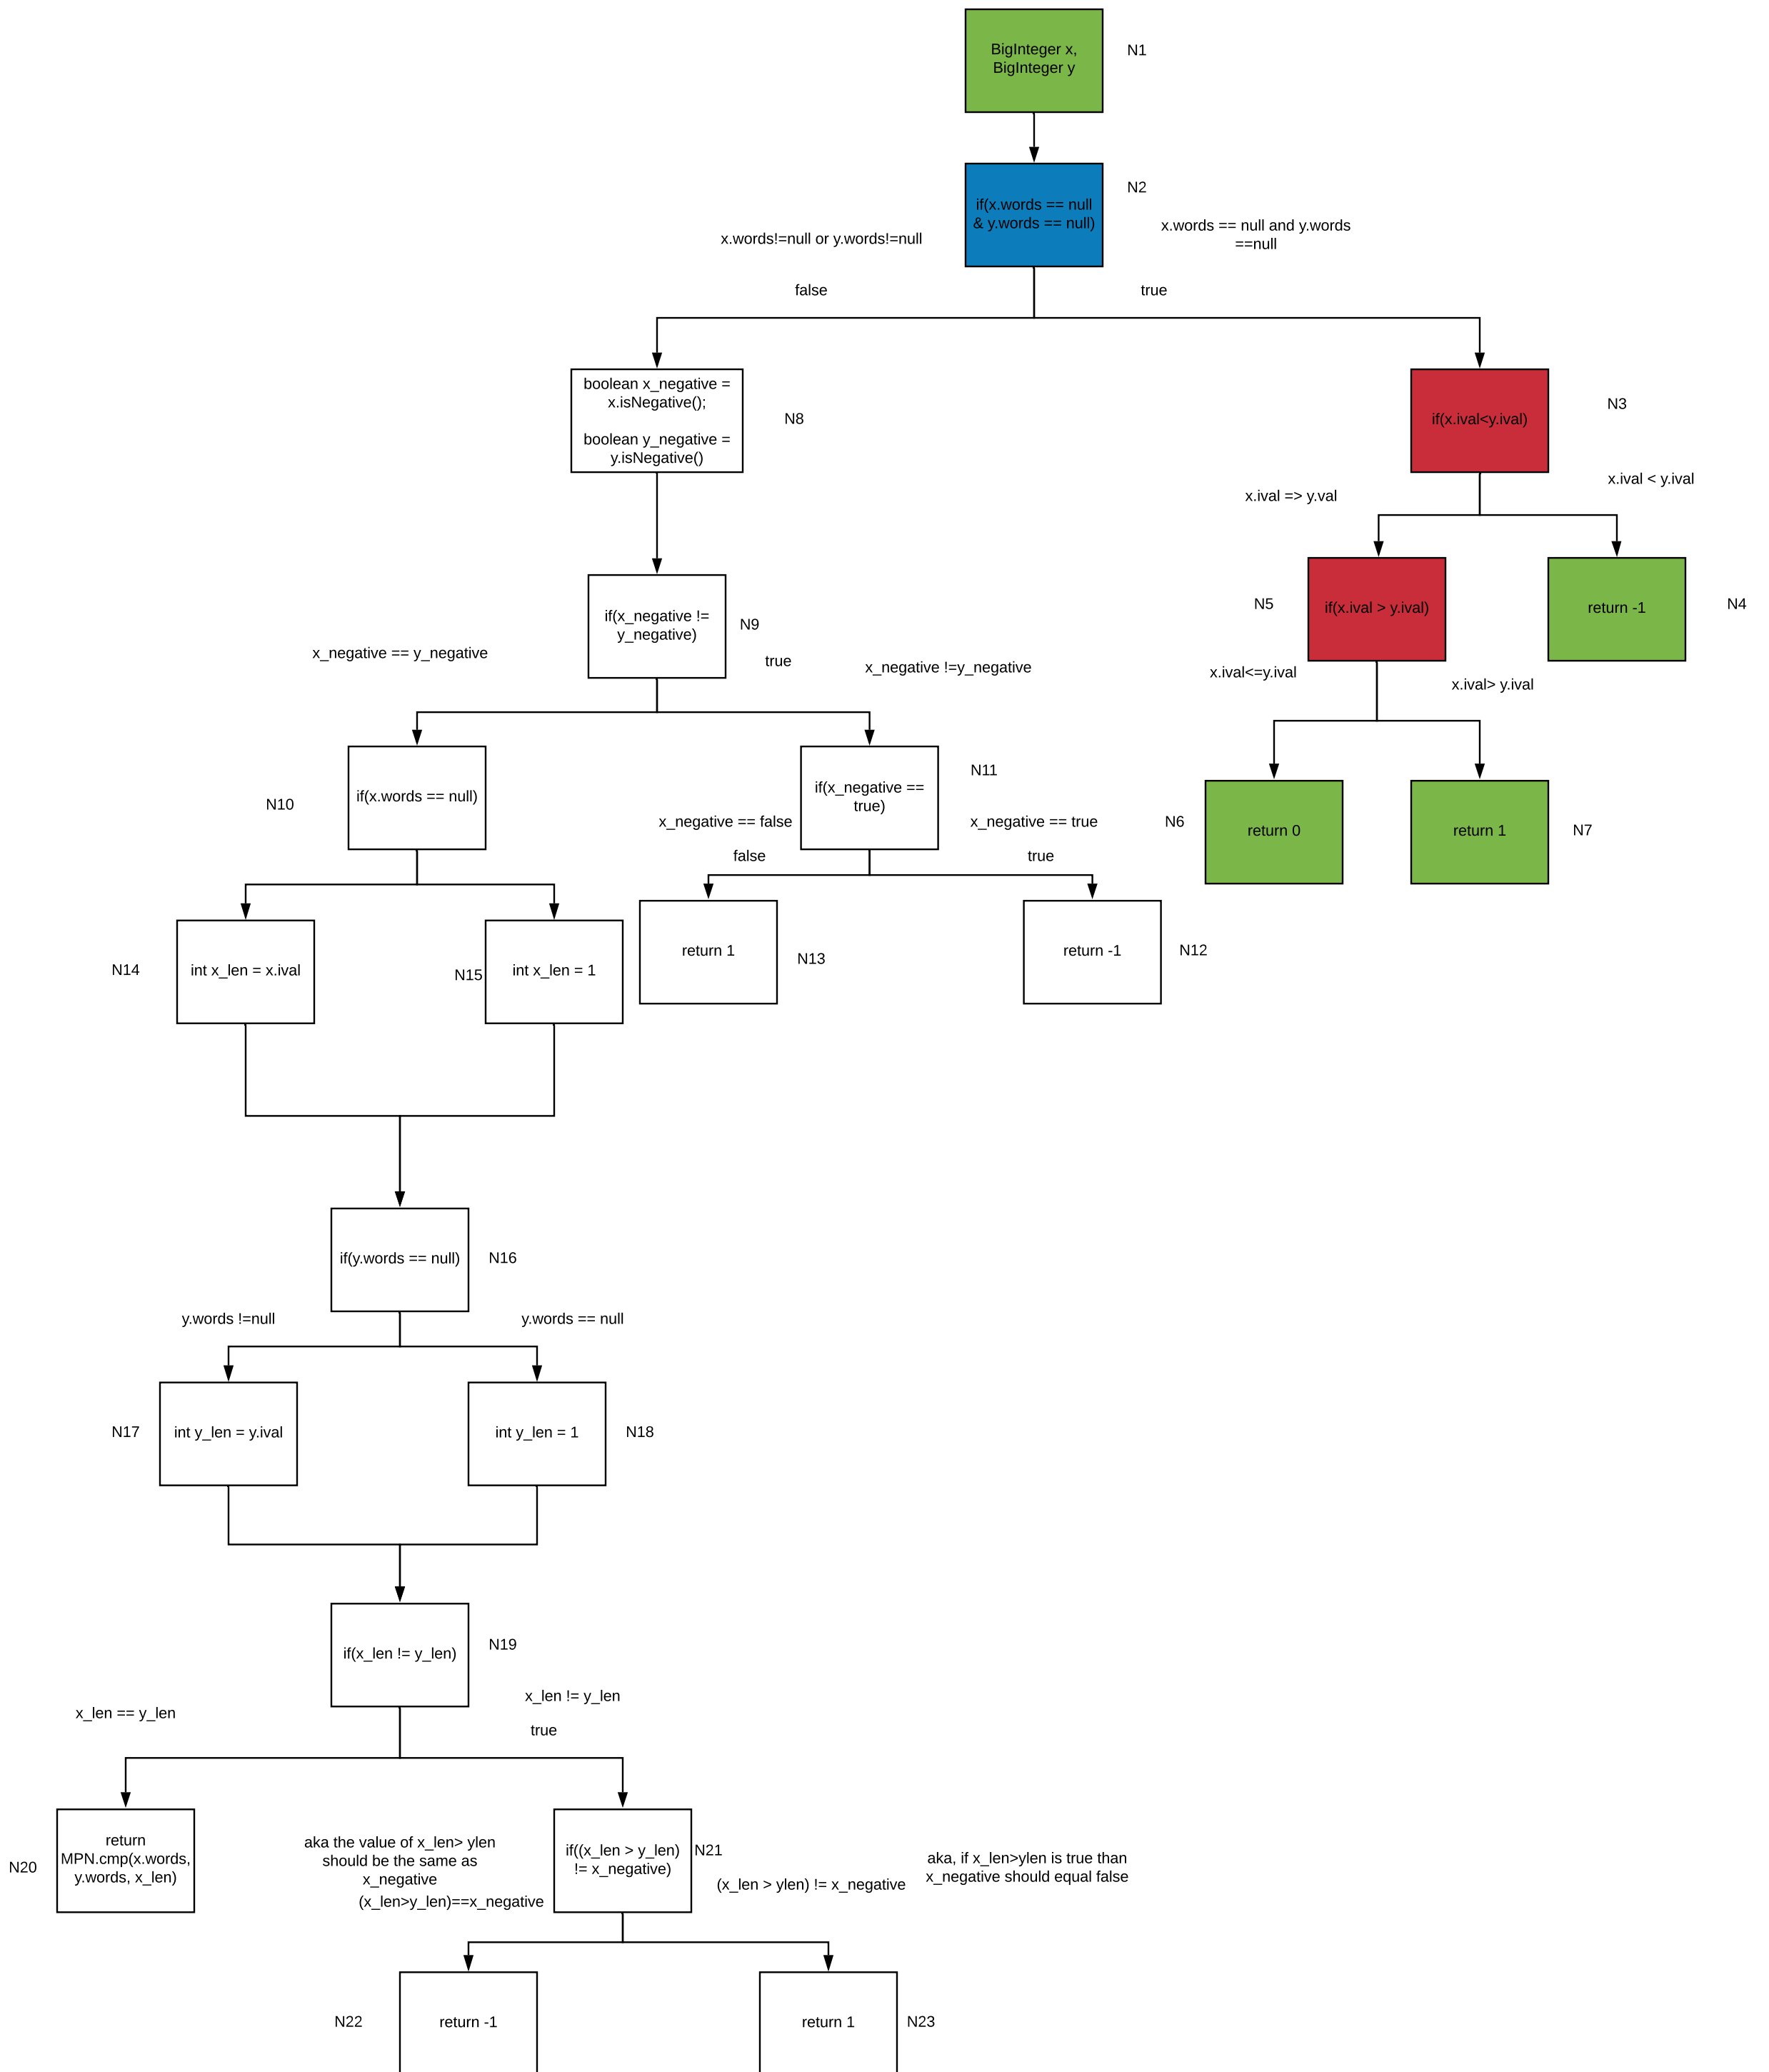 BigInteger x,
BigInteger y
N1
if(x.words == null
& y.words == null)
N2
x.words!=null or y.words!=null
x.words == null and y.words
==null
false
true
boolean x_negative =
x.isNegative();
boolean y_negative =
y.isNegative()
N8
if(x.ival<y.ival)
N3
x.ival => y.val
x.ival < y.ival
if(x_negative !=
y_negative)
N9
N5
if(x.ival > y.ival)
return -1
N4
x_negative == y_negative
true
x_negative !=y_negative
x.ival<=y.ival
x.ival> y.ival
N10
if(x.words == null)
if(x_negative ==
true)
N11
x_negative == false
x_negative == true
false
true
N6
return 0
return 1
N7
N14
int x_len = x.ival
N15
int x_len = 1
return 1
N13
return -1
N12
if(y.words == null)
N16
y.words !=null
y.words == null
N17
int y_len = y.ival
int y_len = 1
N18
if(x_len != y_len)
N19
x_len == y_len
x_len != y_len
true
N20
return
MPN.cmp(x.words,
y.words, x_len)
aka the value of x_len> ylen
should be the same as
x_negative
(x_len>y_len)==x_negative
if((x_len > y_len)
!= x_negative)
N21
(x_len > ylen) != x_negative
aka, if x_len>ylen is true than
x_negative should equal false
N22
return -1
return 1
N23